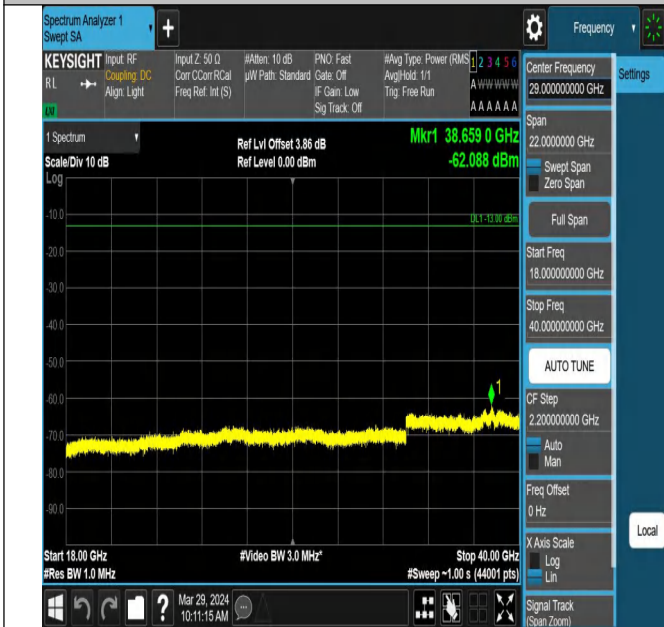 Spectrum Analyzer 1
Swept SA
Frequency
KEYSIGHT
RL
LXI
Input: RF
Coupling: DC
Align: Light
Input Z: 50 Ω
Corr CCorr RCal
Freq Ref: Int (S)
#Atten: 10 dB
µW Path: Standard
PNO: Fast
Gate: Off
IF Gain: Low
Sig Track: Off
#Avg Type: Power (RMS
Avg|Hold: 1/1
Trig: Free Run
1 2 3 4 5 6
A W W W W W
A A A A A A
1 Spectrum
Scale/Div 10 dB
Log
Ref Lvl Offset 3.86 dB
Ref Level 0.00 dBm
Mkr1 38.659 0 GHz
-62.088 dBm
-10.0
DL1 -13.00 dBm
-20.0
-30.0
-40.0
-50.0
-60.0
1
-70.0
-80.0
-90.0
Start 18.00 GHz
#Res BW 1.0 MHz
#Video BW 3.0 MHz*
Stop 40.00 GHz
#Sweep ~1.00 s (44001 pts)
Mar 29, 2024
10:11:15 AM
?
Center Frequency
29.000000000 GHz
Settings
Span
22.0000000 GHz
Swept Span
Zero Span
Full Span
Start Freq
18.000000000 GHz
Stop Freq
40.000000000 GHz
AUTO TUNE
CF Step
2.200000000 GHz
Auto
Man
Freq Offset
0 Hz
Local
X Axis Scale
Log
Lin
Signal Track
(Span Zoom)